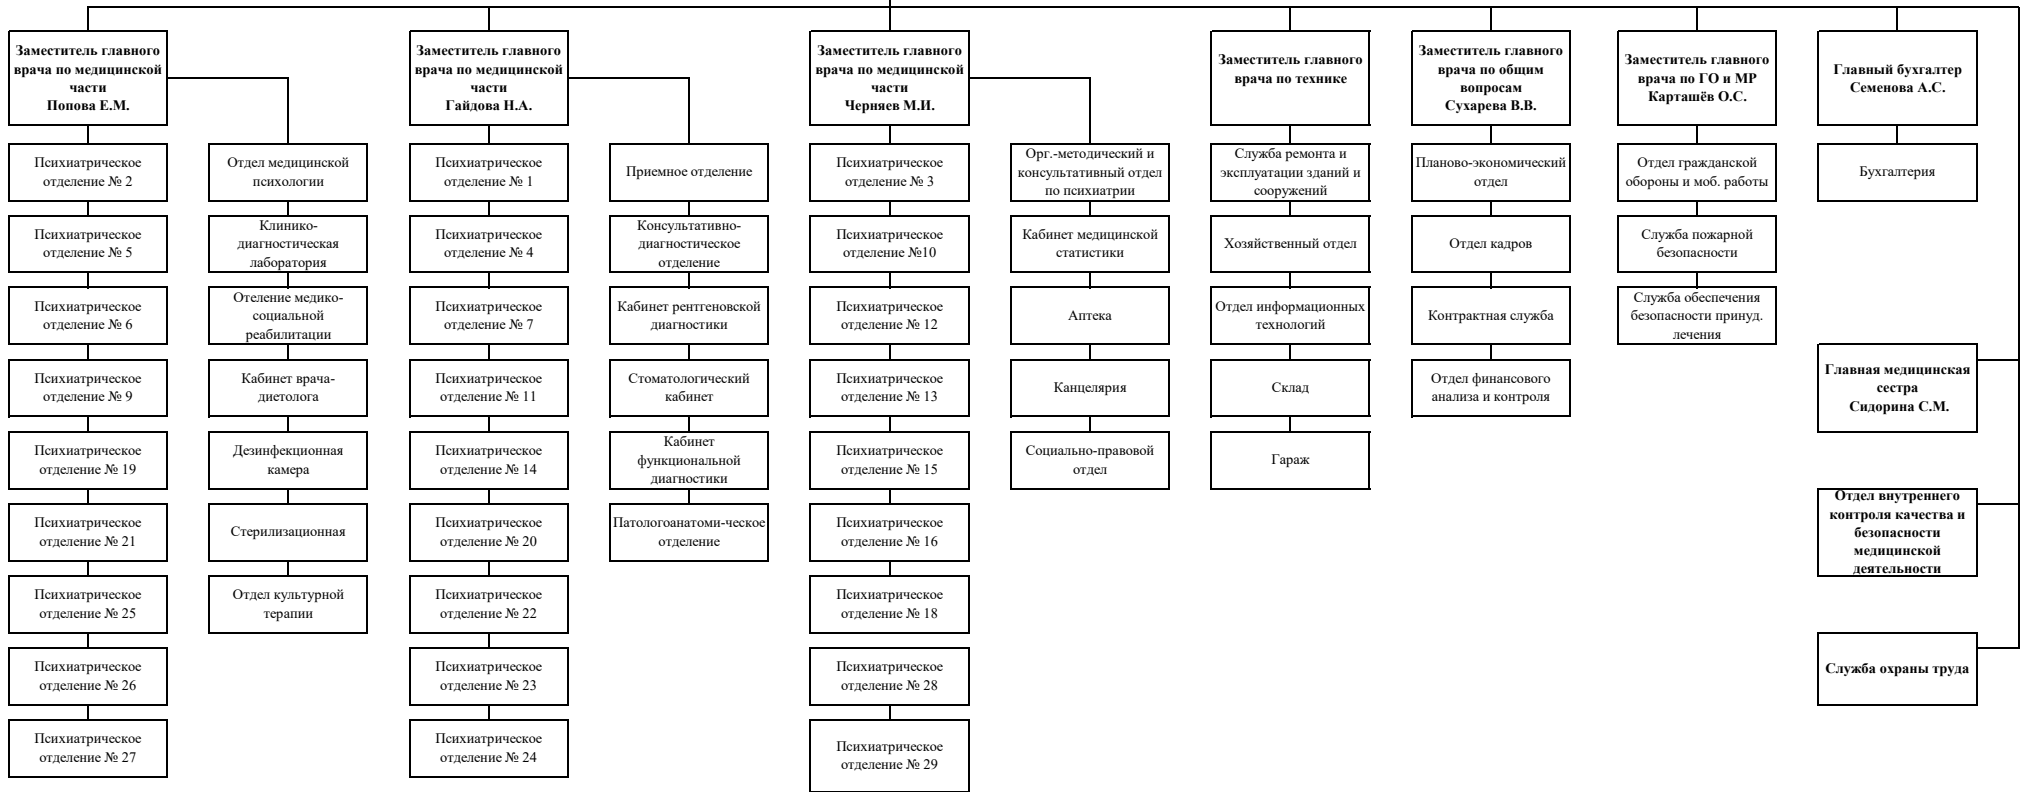 Заместитель главного
врача по медицинской
части
Попова Е.М.
Психиатрическое
отделение № 2
Психиатрическое
отделение № 5
Психиатрическое
отделение № 6
Психиатрическое
отделение № 9
Психиатрическое
отделение № 19
Психиатрическое
отделение № 21
Психиатрическое
отделение № 25
Психиатрическое
отделение № 26
Психиатрическое
отделение № 27
Отдел медицинской
психологии
Клинико-
диагностическая
лаборатория
Отеление медико-
социальной
реабилитации
Кабинет врача-
диетолога
Дезинфекционная
камера
Стерилизационная
Отдел культурной
терапии
Заместитель главного
врача по медицинской
части
Гайдова Н.А.
Психиатрическое
отделение № 1
Психиатрическое
отделение № 4
Психиатрическое
отделение № 7
Психиатрическое
отделение № 11
Психиатрическое
отделение № 14
Психиатрическое
отделение № 20
Психиатрическое
отделение № 22
Психиатрическое
отделение № 23
Психиатрическое
отделение № 24
Приемное отделение
Консультативно-
диагностическое
отделение
Кабинет рентгеновской
диагностики
Стоматологический
кабинет
Кабинет
функциональной
диагностики
Патологоанатоми-ческое
отделение
Заместитель главного
врача по медицинской
части
Черняев М.И.
Психиатрическое
отделение № 3
Психиатрическое
отделение №10
Психиатрическое
отделение № 12
Психиатрическое
отделение № 13
Психиатрическое
отделение № 15
Психиатрическое
отделение № 16
Психиатрическое
отделение № 18
Психиатрическое
отделение № 28
Психиатрическое
отделение № 29
Орг.-методический и
консультативный отдел
по психиатрии
Кабинет медицинской
статистики
Аптека
Канцелярия
Социально-правовой
отдел
Заместитель главного
врача по технике
Служба ремонта и
эксплуатации зданий и
сооружений
Хозяйственный отдел
Отдел информационных
технологий
Склад
Гараж
Заместитель главного
врача по общим
вопросам
Сухарева В.В.
Планово-экономический
отдел
Отдел кадров
Контрактная служба
Отдел финансового
анализа и контроля
Заместитель главного
врача по ГО и МР
Карташёв О.С.
Отдел гражданской
обороны и моб. работы
Служба пожарной
безопасности
Служба обеспечения
безопасности принуд.
лечения
Главный бухгалтер
Семенова А.С.
Бухгалтерия
Главная медицинская
сестра
Сидорина С.М.
Отдел внутреннего
контроля качества и
безопасности
медицинской
деятельности
Служба охраны труда